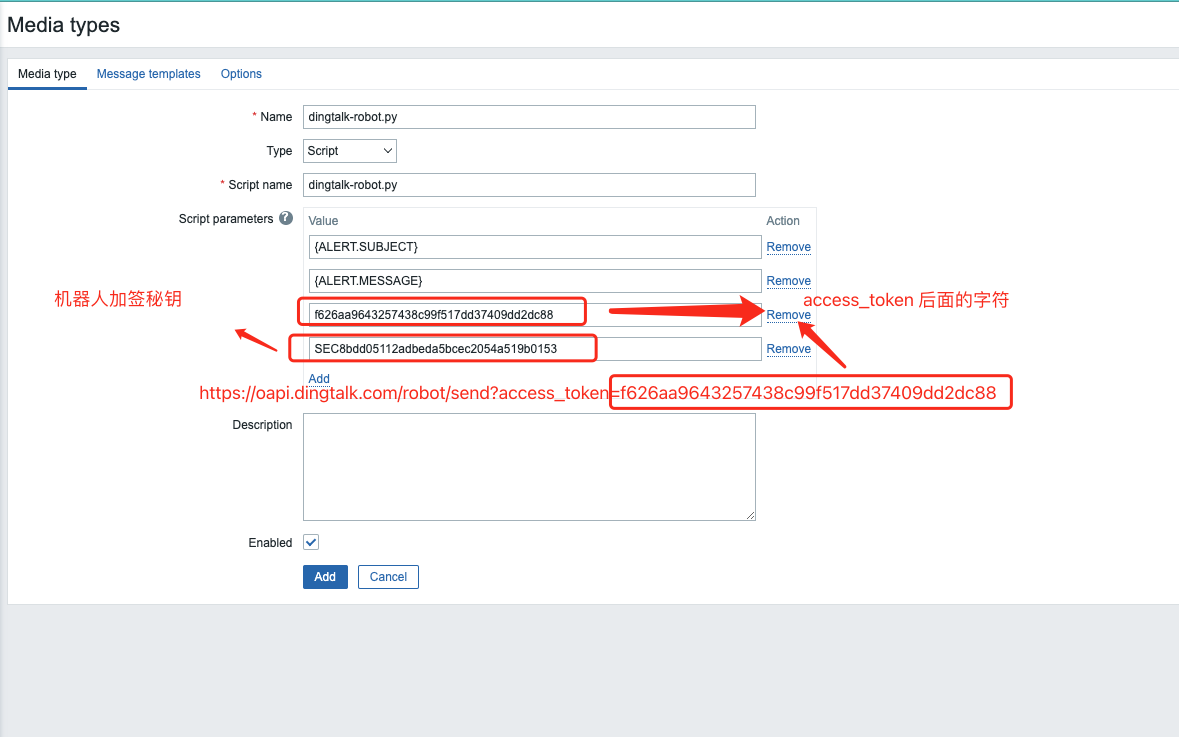 Media types
Media type Message templates Options
* Name dingtalk-robot.py
Type Script
* Script name dingtalk-robot.py
Script parameters ? Value Action
{ALERT.SUBJECT} Remove
{ALERT.MESSAGE} Remove
机器人加签秘钥
f626aa9643257438c99f517dd37409dd2dc88 Remove
access_token 后面的字符
SEC8bdd05112adbeda5bcec2054a519b0153 Remove
Add
https://oapi.dingtalk.com/robot/send?access_token=f626aa9643257438c99f517dd37409dd2dc88
Description
Enabled
Add Cancel